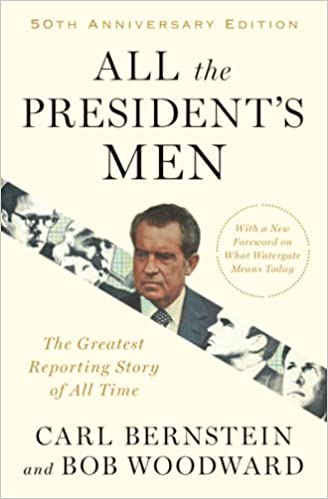 50TH ANNIVERSARY EDITION
ALL the
PRESIDENT'S
MEN
With a New
Foreword on
What Watergate
Means Today
The Greatest
Reporting Story
of All Time
CARL BERNSTEIN
and BOB WOODWARD